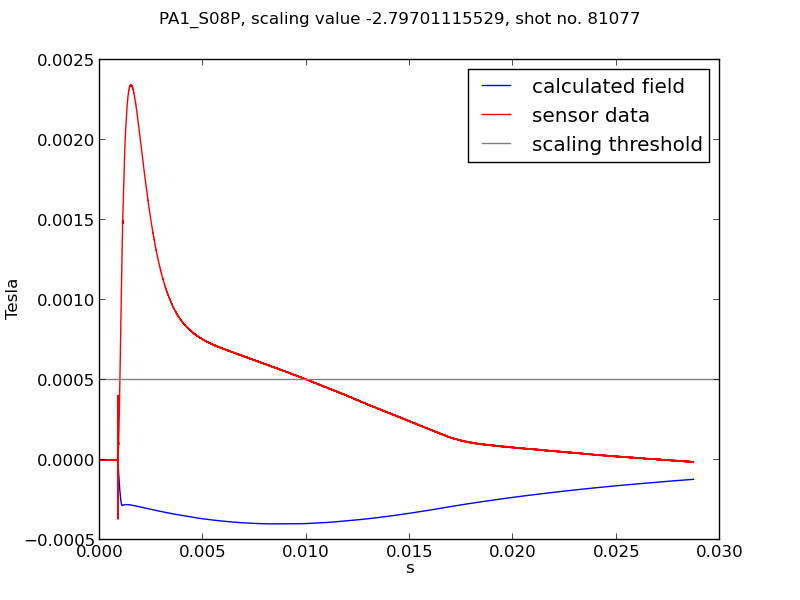 PA1_S08P, scaling value -2.79701115529, shot no. 81077
calculated field
sensor data
scaling threshold
Tesla
0.0025
0.0020
0.0015
0.0010
0.0005
0.0000
−0.0005
0.000 0.005 0.010 0.015 0.020 0.025 0.030
s